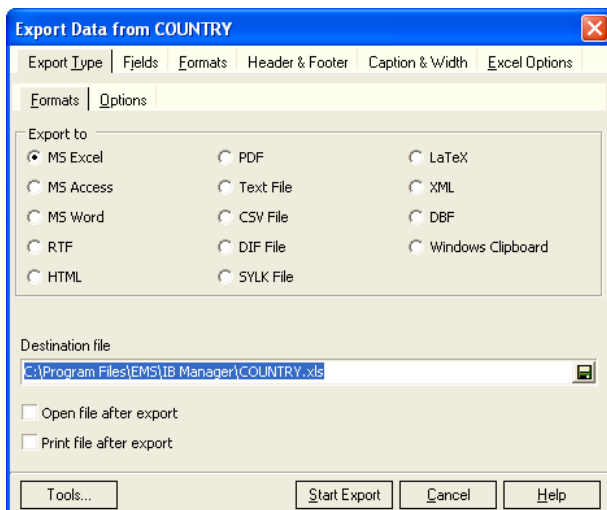 Export Data from COUNTRY
Export Type Fields Formats Header & Footer Caption & Width Excel Options
Formats Options
Export to
MS Excel PDF LaTeX
MS Access Text File XML
MS Word CSV File DBF
RTF DIF File Windows Clipboard
HTML SYLK File
Destination file
C:\Program Files\EMS\IB Manager\COUNTRY.xls
Open file after export
Print file after export
Tools... Start Export Cancel Help